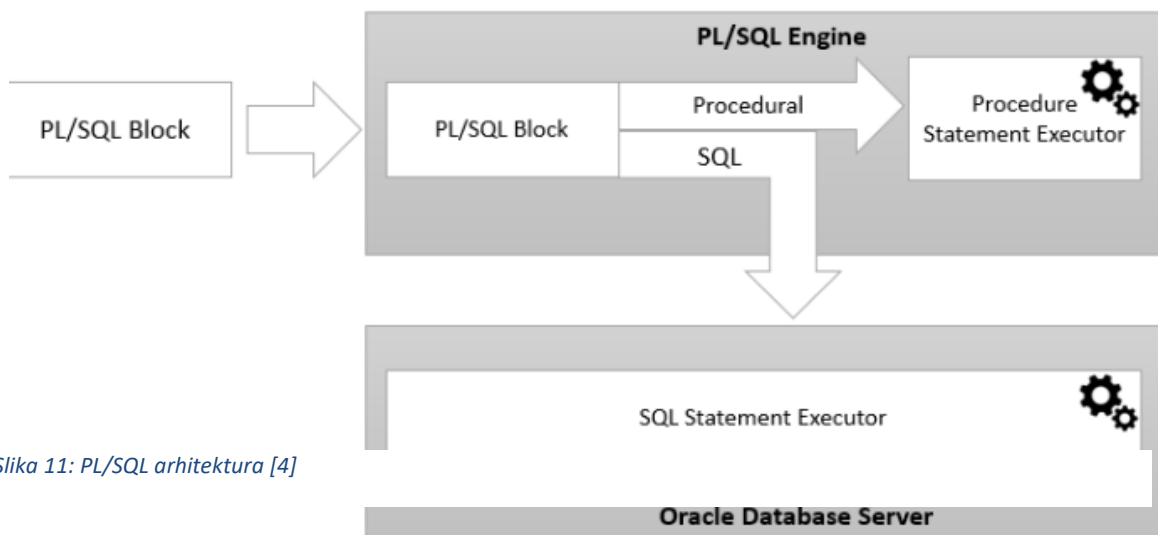 PL/SQL Engine
PL/SQL Block
PL/SQL Block
Procedural
SQL
Procedure
Statement Executor
SQL Statement Executor
Slika 11: PL/SQL arhitektura [4]
Oracle Database Server